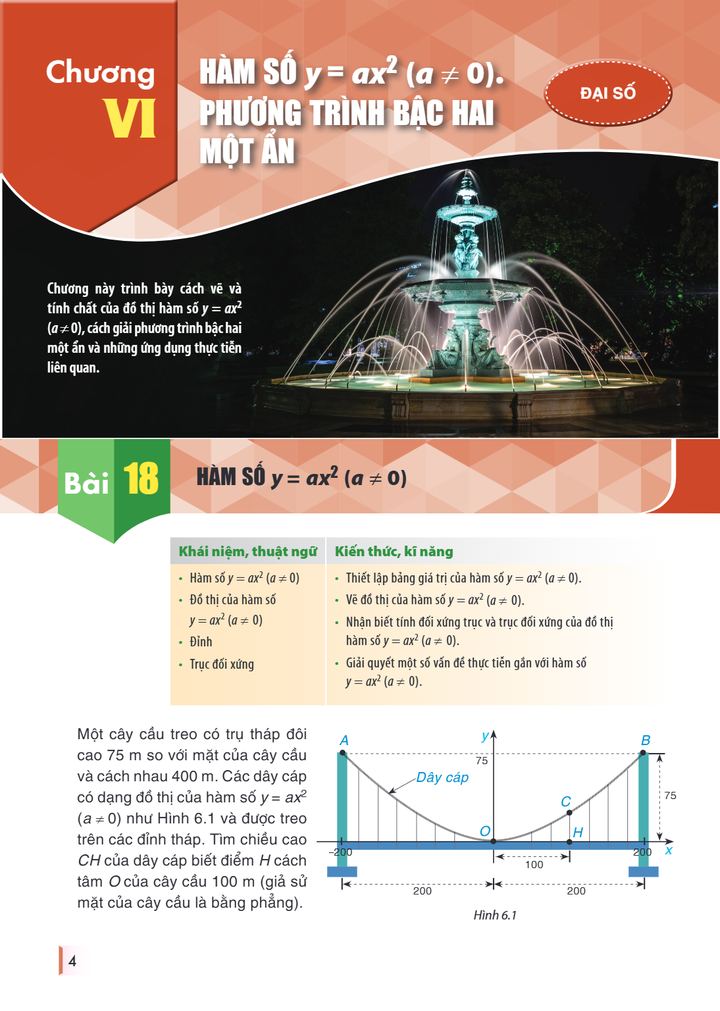 Chương
VI
HÀM SỐ y = ax² (a ≠ 0).
PHƯƠNG TRÌNH BẬC HAI
MỘT ẨN
ĐẠI SỐ
Chương này trình bày cách vẽ và
tính chất của đồ thị hàm số y = ax²
(a ≠ 0), cách giải phương trình bậc hai
một ẩn và những ứng dụng thực tiễn
liên quan.
Bài 18
HÀM SỐ y = ax² (a ≠ 0)
Khái niệm, thuật ngữ
• Hàm số y = ax² (a ≠ 0)
• Đồ thị của hàm số
y = ax² (a ≠ 0)
• Đỉnh
• Trục đối xứng
Kiến thức, kĩ năng
• Thiết lập bảng giá trị của hàm số y = ax² (a ≠ 0).
• Vẽ đồ thị của hàm số y = ax² (a ≠ 0).
• Nhận biết tính đối xứng trục và trục đối xứng của đồ thị
hàm số y = ax² (a ≠ 0).
• Giải quyết một số vấn đề thực tiễn gắn với hàm số
y = ax² (a ≠ 0).
Một cây cầu treo có trụ tháp đôi
cao 75 m so với mặt của cây cầu
và cách nhau 400 m. Các dây cáp
có dạng đồ thị của hàm số y = ax²
(a ≠ 0) như Hình 6.1 và được treo
trên các đỉnh tháp. Tìm chiều cao
CH của dây cáp biết điểm H cách
tâm O của cây cầu 100 m (giả sử
mặt của cây cầu là bằng phẳng).
A
y
B
75
Dây cáp
75
C
O
H
–200
200
x
100
200
200
Hình 6.1
4